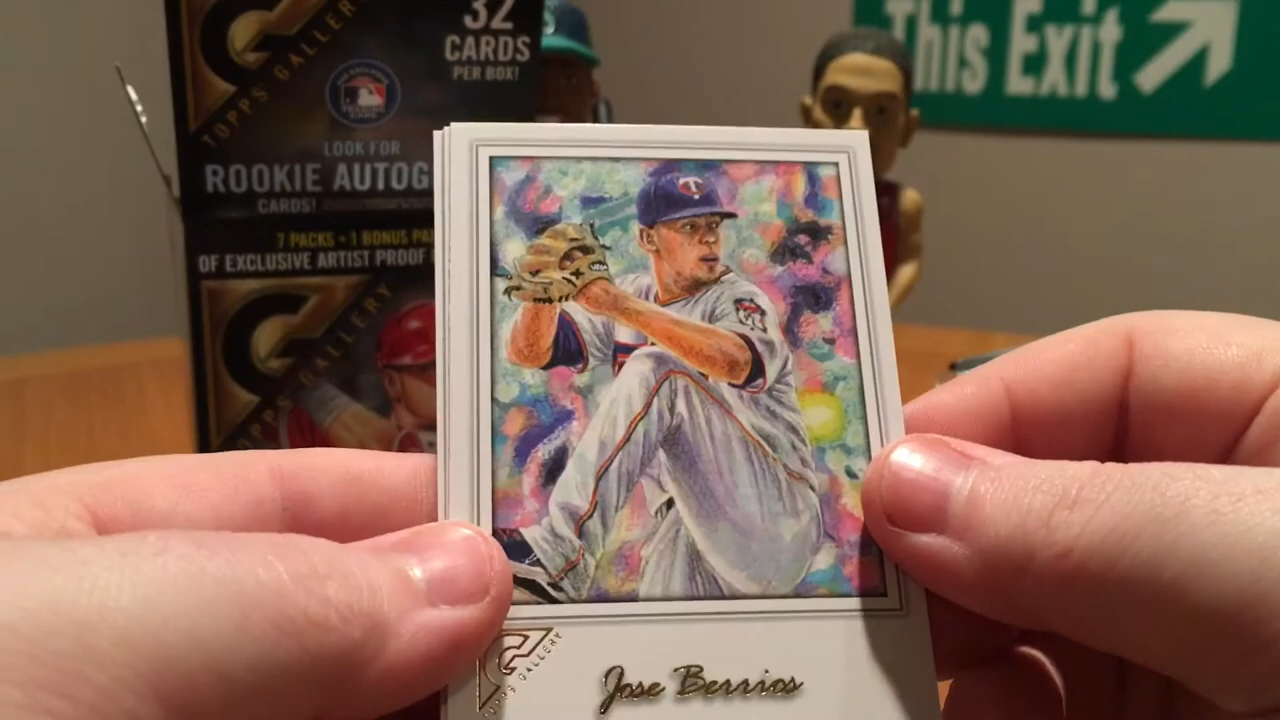 32
CARDS
PER BOX!
TOPPS GALLERY
LOOK FOR
ROOKIE AUTOG
CARDS!
7 PACKS • 1 BONUS PA
OF EXCLUSIVE ARTIST PROOF
This Exit
T
TOPPS GALLERY
Jose Berrios